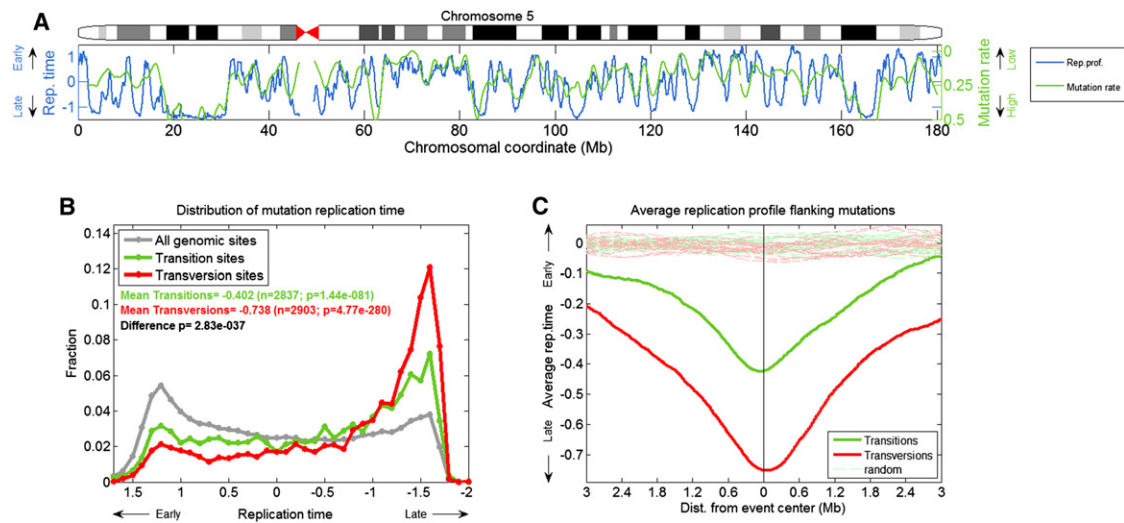 A
Chromosome 5
Early
Late
Rep. time
1
0
-1
0
0.25
0.5
Mutation rate
Low
High
Rep.prof.
Mutation rate
0 20 40 60 80 100 120 140 160 180
Chromosomal coordinate (Mb)
B
Distribution of mutation replication time
0.14
0.12
0.1
0.08
0.06
0.04
0.02
0
Fraction
All genomic sites
Transition sites
Transversion sites
Mean Transitions= -0.402 (n=2837; p=1.44e-081)
Mean Transversions= -0.738 (n=2903; p=4.77e-280)
Difference p= 2.83e-037
1.5 1 0.5 0 -0.5 -1 -1.5 -2
Early
Replication time
Late
C
Average replication profile flanking mutations
Early
Late
Average rep.time
0
-0.1
-0.2
-0.3
-0.4
-0.5
-0.6
-0.7
Transitions
Transversions
random
3 2.4 1.8 1.2 0.6 0 0.6 1.2 1.8 2.4 3
Dist. from event center (Mb)